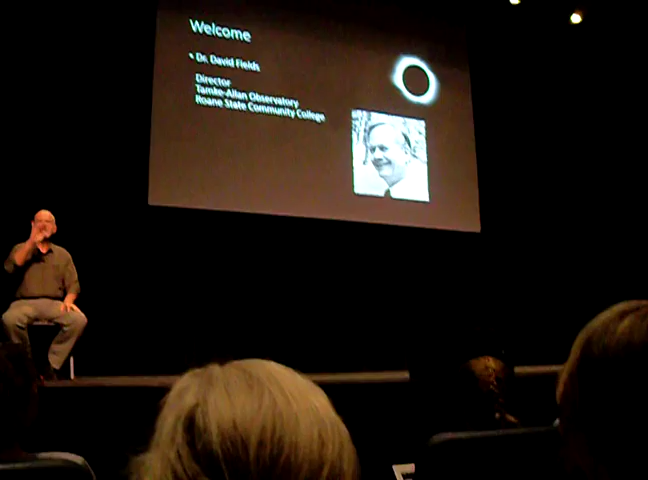 Welcome
• Dr. David Fields
Director
Tamke-Allan Observatory
Roane State Community College